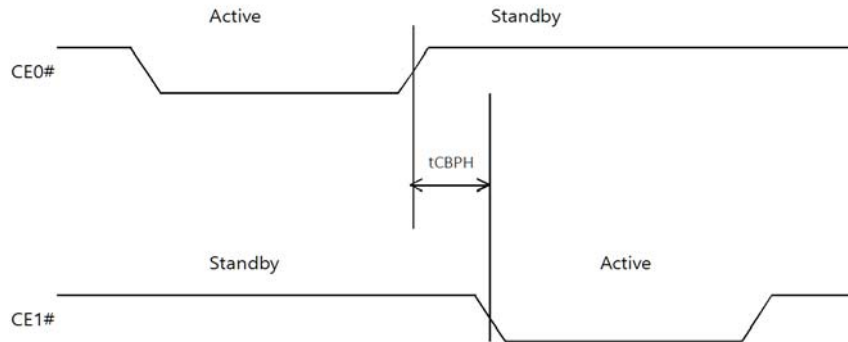 Active Standby
CE0#
tCBPH
Standby Active
CE1#